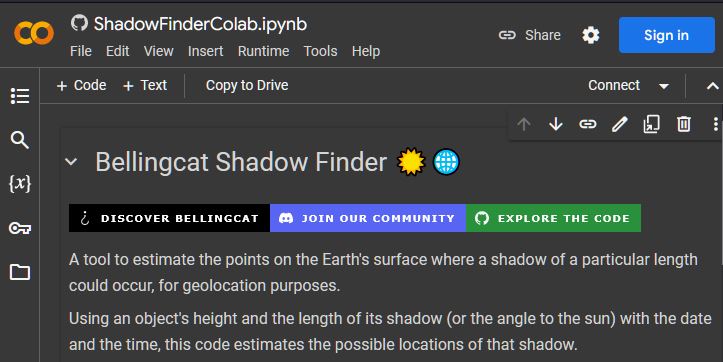 ShadowFinderColab.ipynb
File Edit View Insert Runtime Tools Help
Share
Sign in
+ Code + Text Copy to Drive
Connect
{x}
Bellingcat Shadow Finder
DISCOVER BELLINGCAT JOIN OUR COMMUNITY EXPLORE THE CODE
A tool to estimate the points on the Earth's surface where a shadow of a particular length
could occur, for geolocation purposes.
Using an object's height and the length of its shadow (or the angle to the sun) with the date
and the time, this code estimates the possible locations of that shadow.